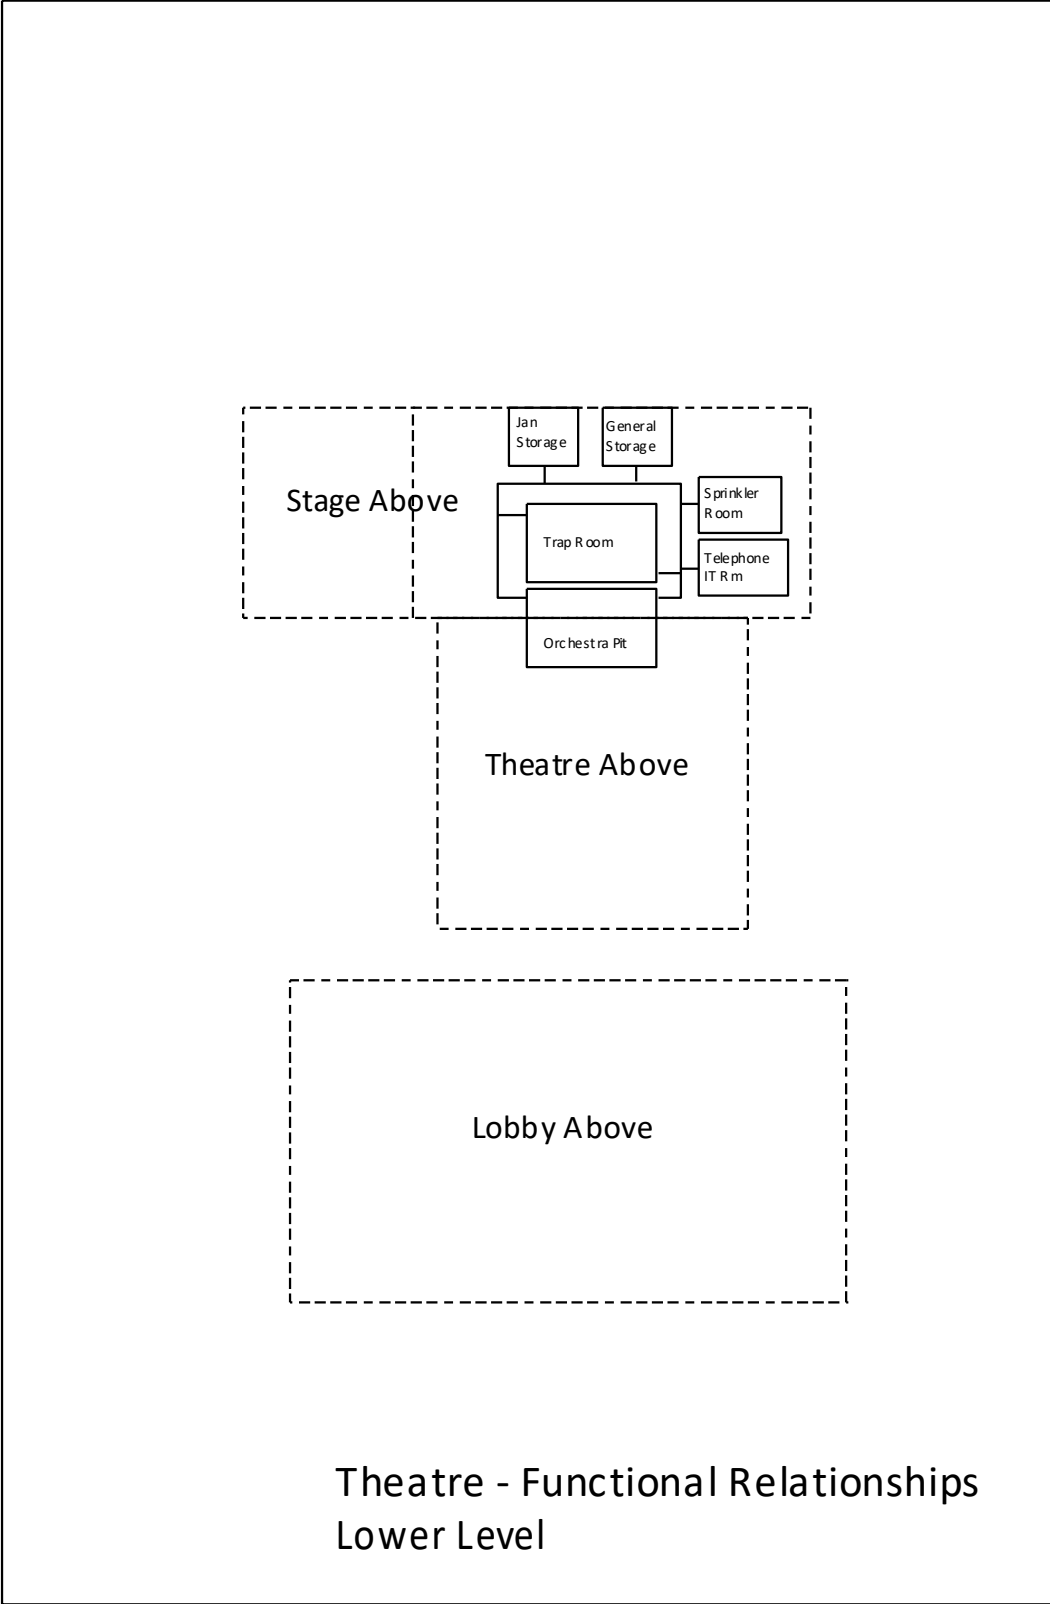 Jan
Storage
General
Storage
Stage Above
Sprinkler
Room
Trap Room
Telephone
IT Rm
Orchestra Pit
Theatre Above
Lobby Above
Theatre - Functional Relationships
Lower Level